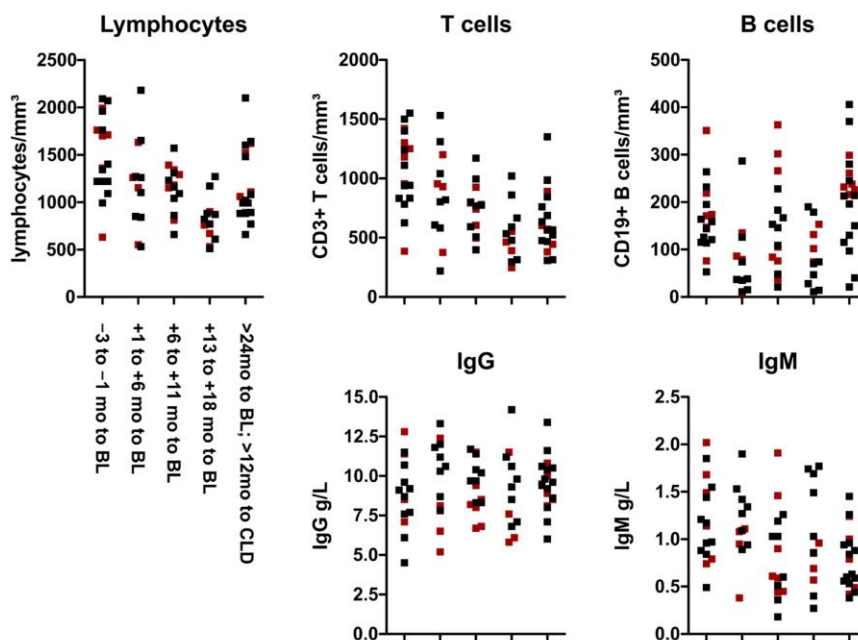 Lymphocytes
lymphocytes/mm³
2500
2000
1500
1000
500
0
−3 to −1 mo to BL
+1 to +6 mo to BL
+6 to +11 mo to BL
+13 to +18 mo to BL
>24mo to BL; >12mo to CLD
T cells
CD3+ T cells/mm³
2000
1500
1000
500
0
B cells
CD19+ B cells/mm³
500
400
300
200
100
0
IgG
IgG g/L
15.0
12.5
10.0
7.5
5.0
2.5
0.0
IgM
IgM g/L
2.5
2.0
1.5
1.0
0.5
0.0